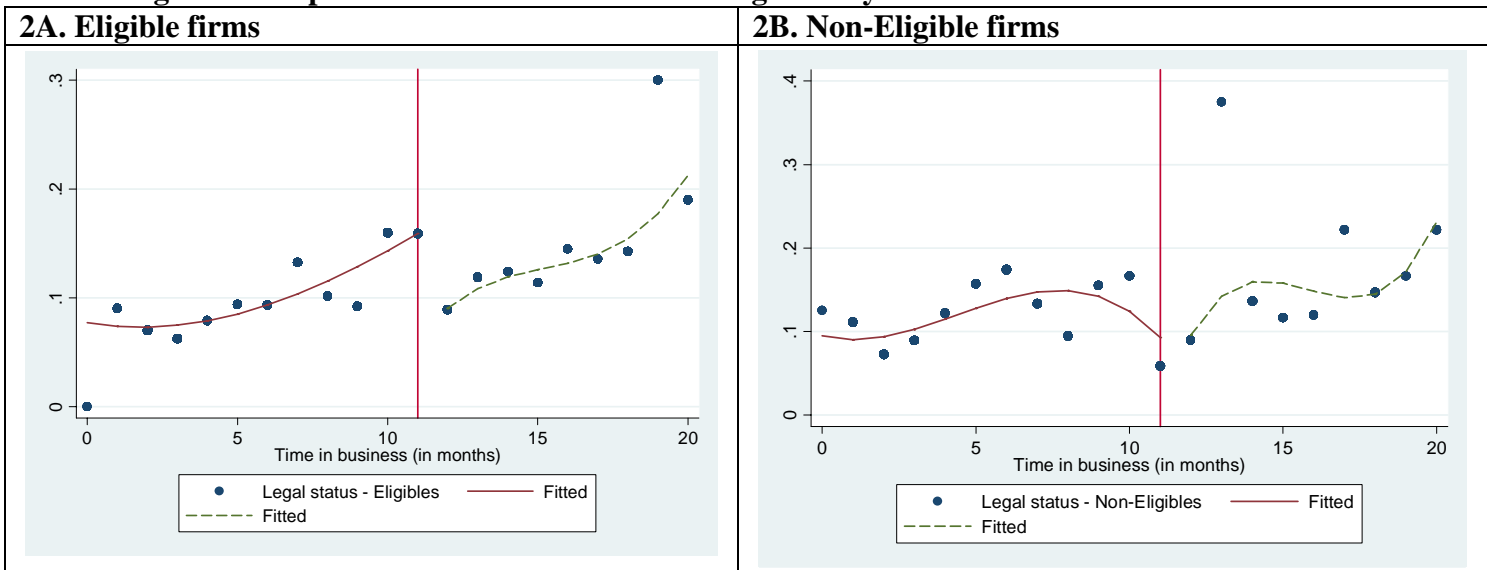 2A. Eligible firms
.3
.2
.1
0
0 5 10 15 20
Time in business (in months)
Legal status - Eligibles Fitted
Fitted
2B. Non-Eligible firms
.4
.3
.2
.1
0
0 5 10 15 20
Time in business (in months)
Legal status - Non-Eligibles Fitted
Fitted